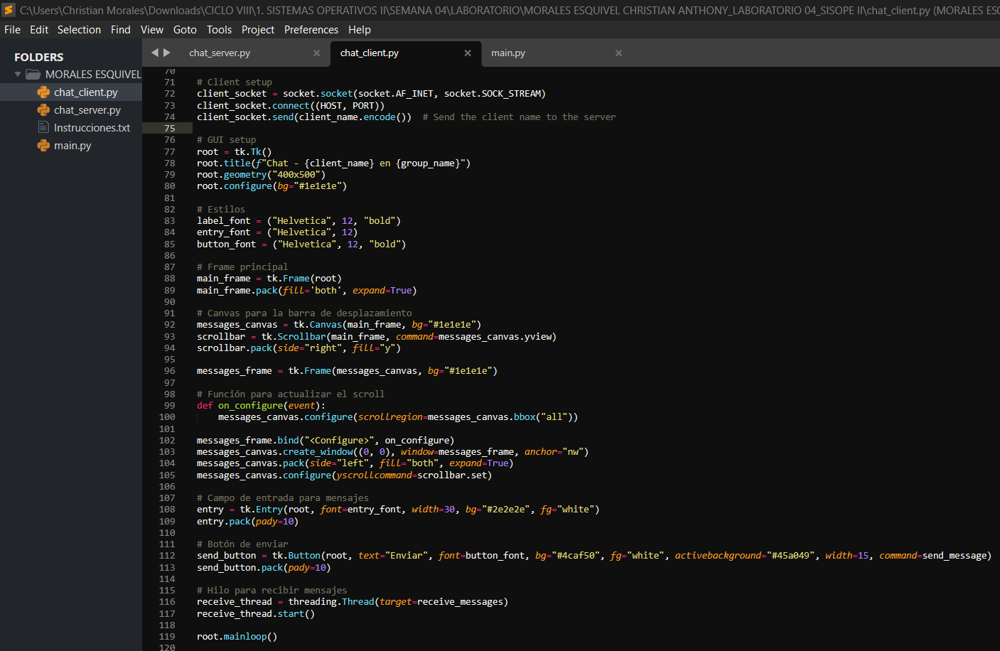 C:\Users\Christian Morales\Downloads\CICLO VIII\1. SISTEMAS OPERATIVOS II\SEMANA 04\LABORATORIO\MORALES ESQUIVEL CHRISTIAN ANTHONY_LABORATORIO 04_SISOPE II\chat_client.py (MORALES ESQ
File Edit Selection Find View Goto Tools Project Preferences Help
FOLDERS
MORALES ESQUIVEL
chat_client.py
chat_server.py
Instrucciones.txt
main.py
chat_server.py chat_client.py main.py
70
71 # Client setup
72 client_socket = socket.socket(socket.AF_INET, socket.SOCK_STREAM)
73 client_socket.connect((HOST, PORT))
74 client_socket.send(client_name.encode())  # Send the client name to the server
75
76 # GUI setup
77 root = tk.Tk()
78 root.title(f"Chat - {client_name} en {group_name}")
79 root.geometry("400x500")
80 root.configure(bg="#1e1e1e")
81
82 # Estilos
83 label_font = ("Helvetica", 12, "bold")
84 entry_font = ("Helvetica", 12)
85 button_font = ("Helvetica", 12, "bold")
86
87 # Frame principal
88 main_frame = tk.Frame(root)
89 main_frame.pack(fill='both', expand=True)
90
91 # Canvas para la barra de desplazamiento
92 messages_canvas = tk.Canvas(main_frame, bg="#1e1e1e")
93 scrollbar = tk.Scrollbar(main_frame, command=messages_canvas.yview)
94 scrollbar.pack(side="right", fill="y")
95
96 messages_frame = tk.Frame(messages_canvas, bg="#1e1e1e")
97
98 # Función para actualizar el scroll
99 def on_configure(event):
100     messages_canvas.configure(scrollregion=messages_canvas.bbox("all"))
101
102 messages_frame.bind("<Configure>", on_configure)
103 messages_canvas.create_window((0, 0), window=messages_frame, anchor="nw")
104 messages_canvas.pack(side="left", fill="both", expand=True)
105 messages_canvas.configure(yscrollcommand=scrollbar.set)
106
107 # Campo de entrada para mensajes
108 entry = tk.Entry(root, font=entry_font, width=30, bg="#2e2e2e", fg="white")
109 entry.pack(pady=10)
110
111 # Botón de enviar
112 send_button = tk.Button(root, text="Enviar", font=button_font, bg="#4caf50", fg="white", activebackground="#45a049", width=15, command=send_message)
113 send_button.pack(pady=10)
114
115 # Hilo para recibir mensajes
116 receive_thread = threading.Thread(target=receive_messages)
117 receive_thread.start()
118
119 root.mainloop()
120